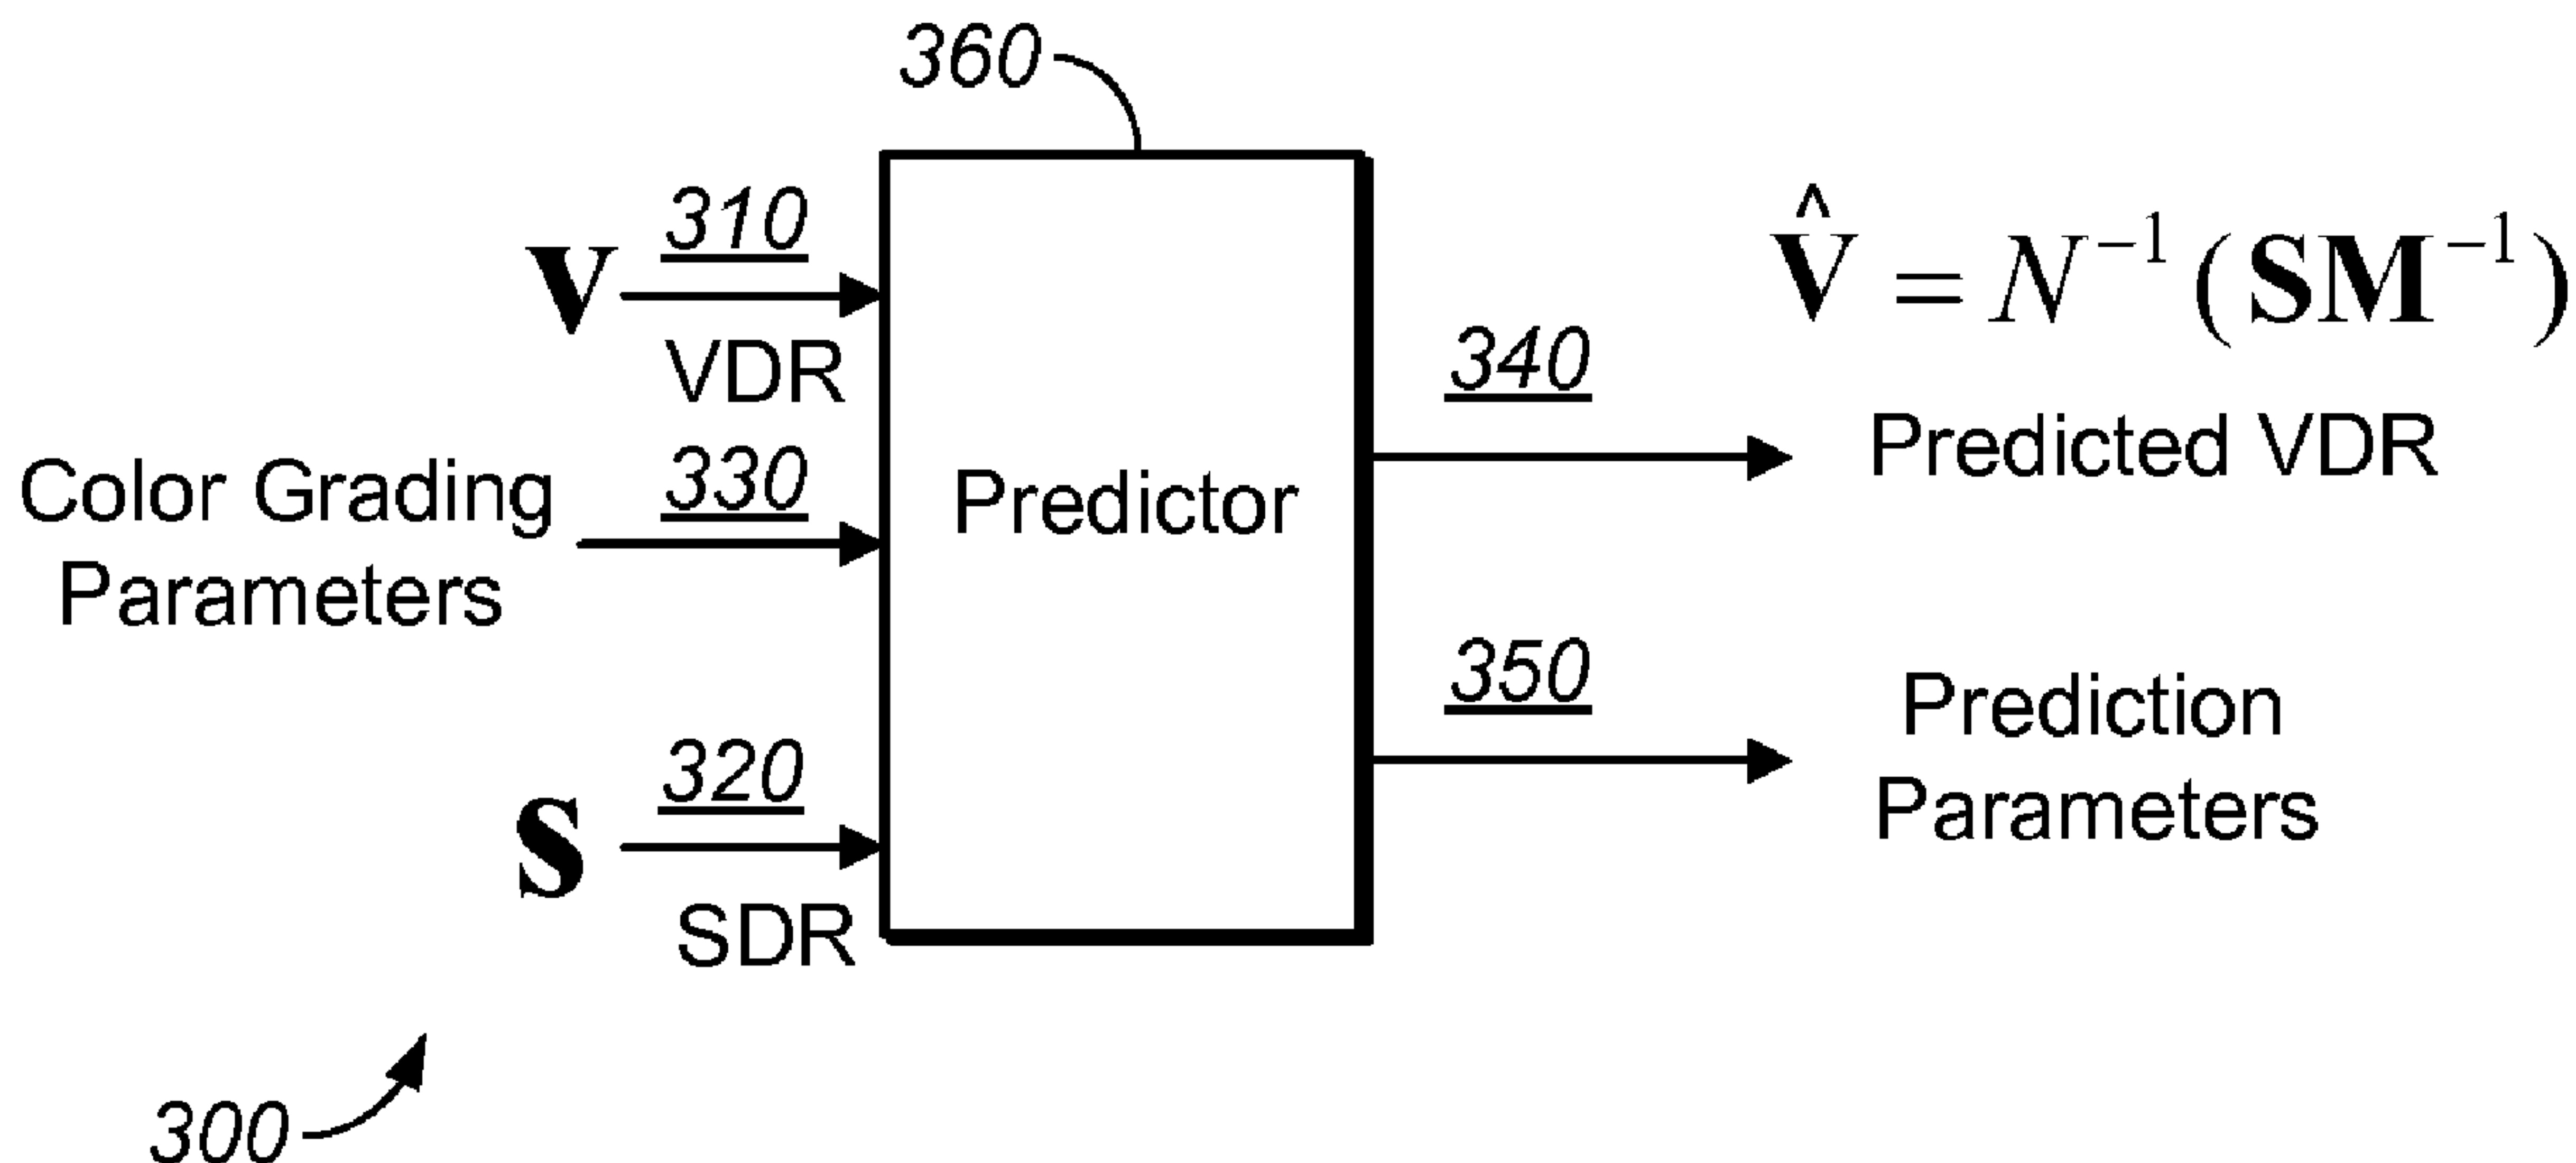 360
V
310
VDR
Color Grading
Parameters
330
S
320
SDR
Predictor
V̂ = N⁻¹ (SM⁻¹)
340
Predicted VDR
350
Prediction
Parameters
300